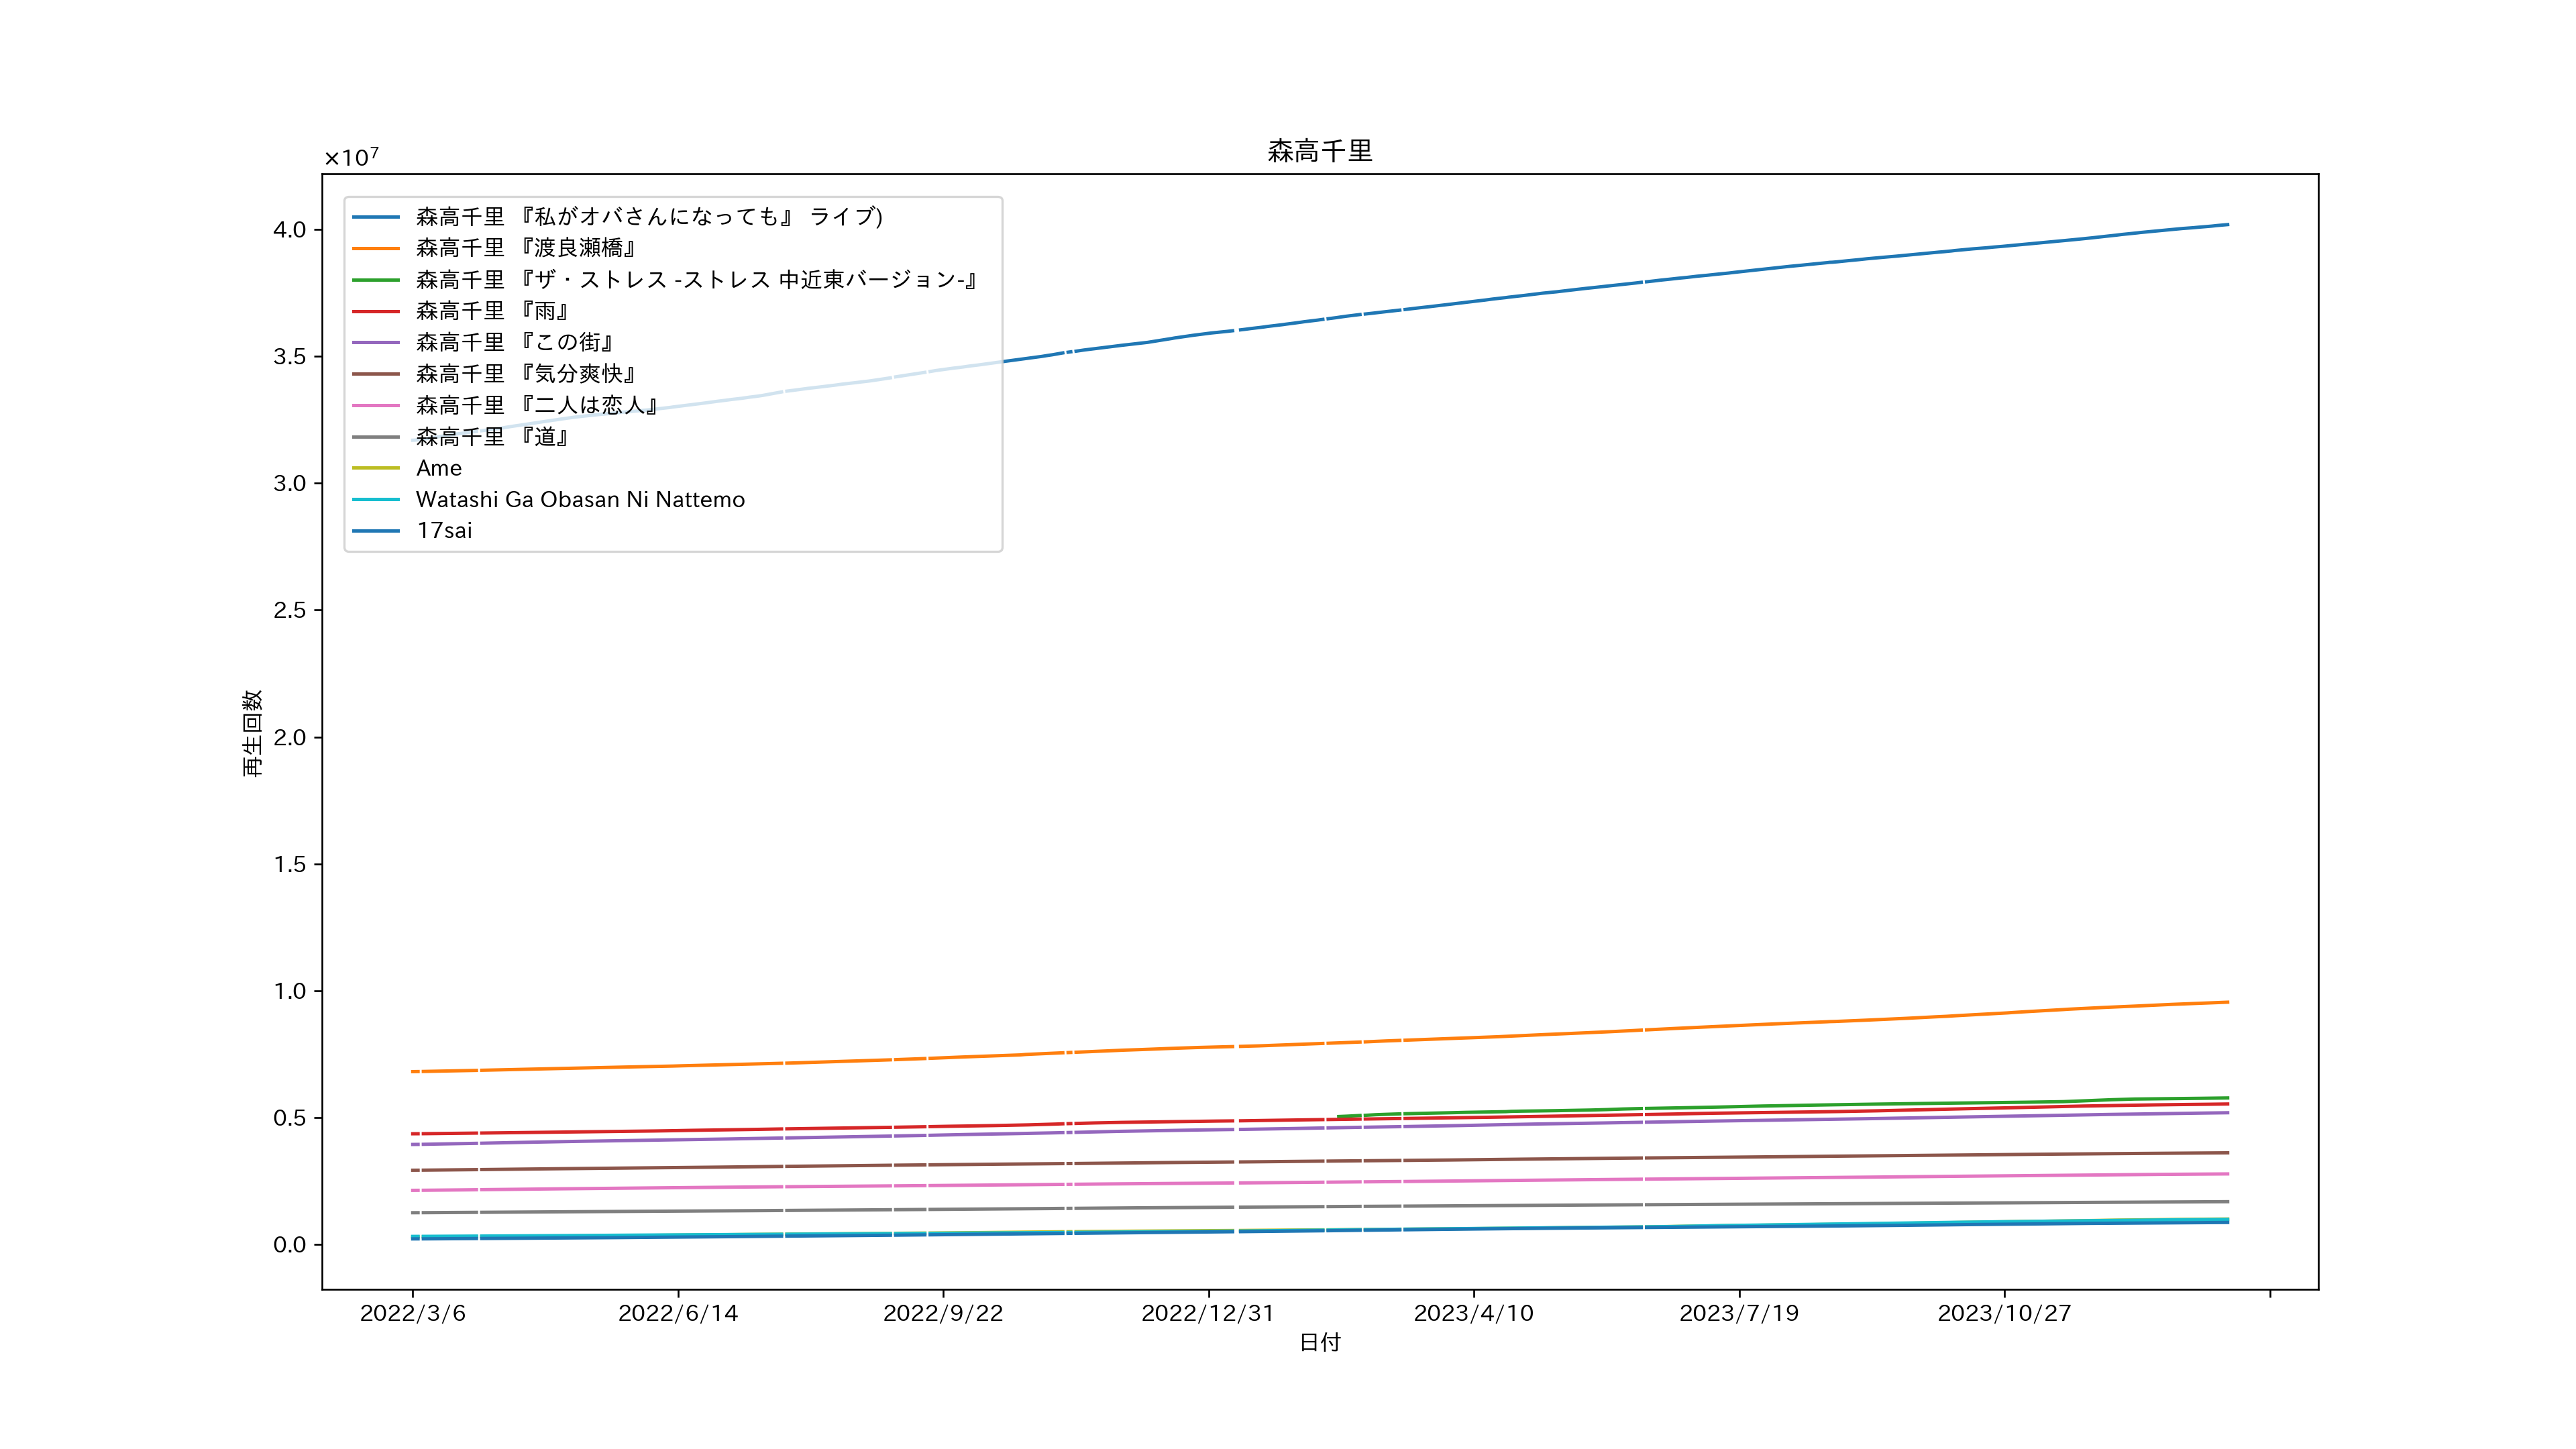 森高千里
×10⁷
4.0
3.5
3.0
2.5
2.0
1.5
1.0
0.5
0.0
再生回数
森高千里 『私がオバさんになっても』 ライブ)
森高千里 『渡良瀬橋』
森高千里 『ザ・ストレス -ストレス 中近東バージョン-』
森高千里 『雨』
森高千里 『この街』
森高千里 『気分爽快』
森高千里 『二人は恋人』
森高千里 『道』
Ame
Watashi Ga Obasan Ni Nattemo
17sai
2022/3/6 2022/6/14 2022/9/22 2022/12/31 2023/4/10 2023/7/19 2023/10/27
日付